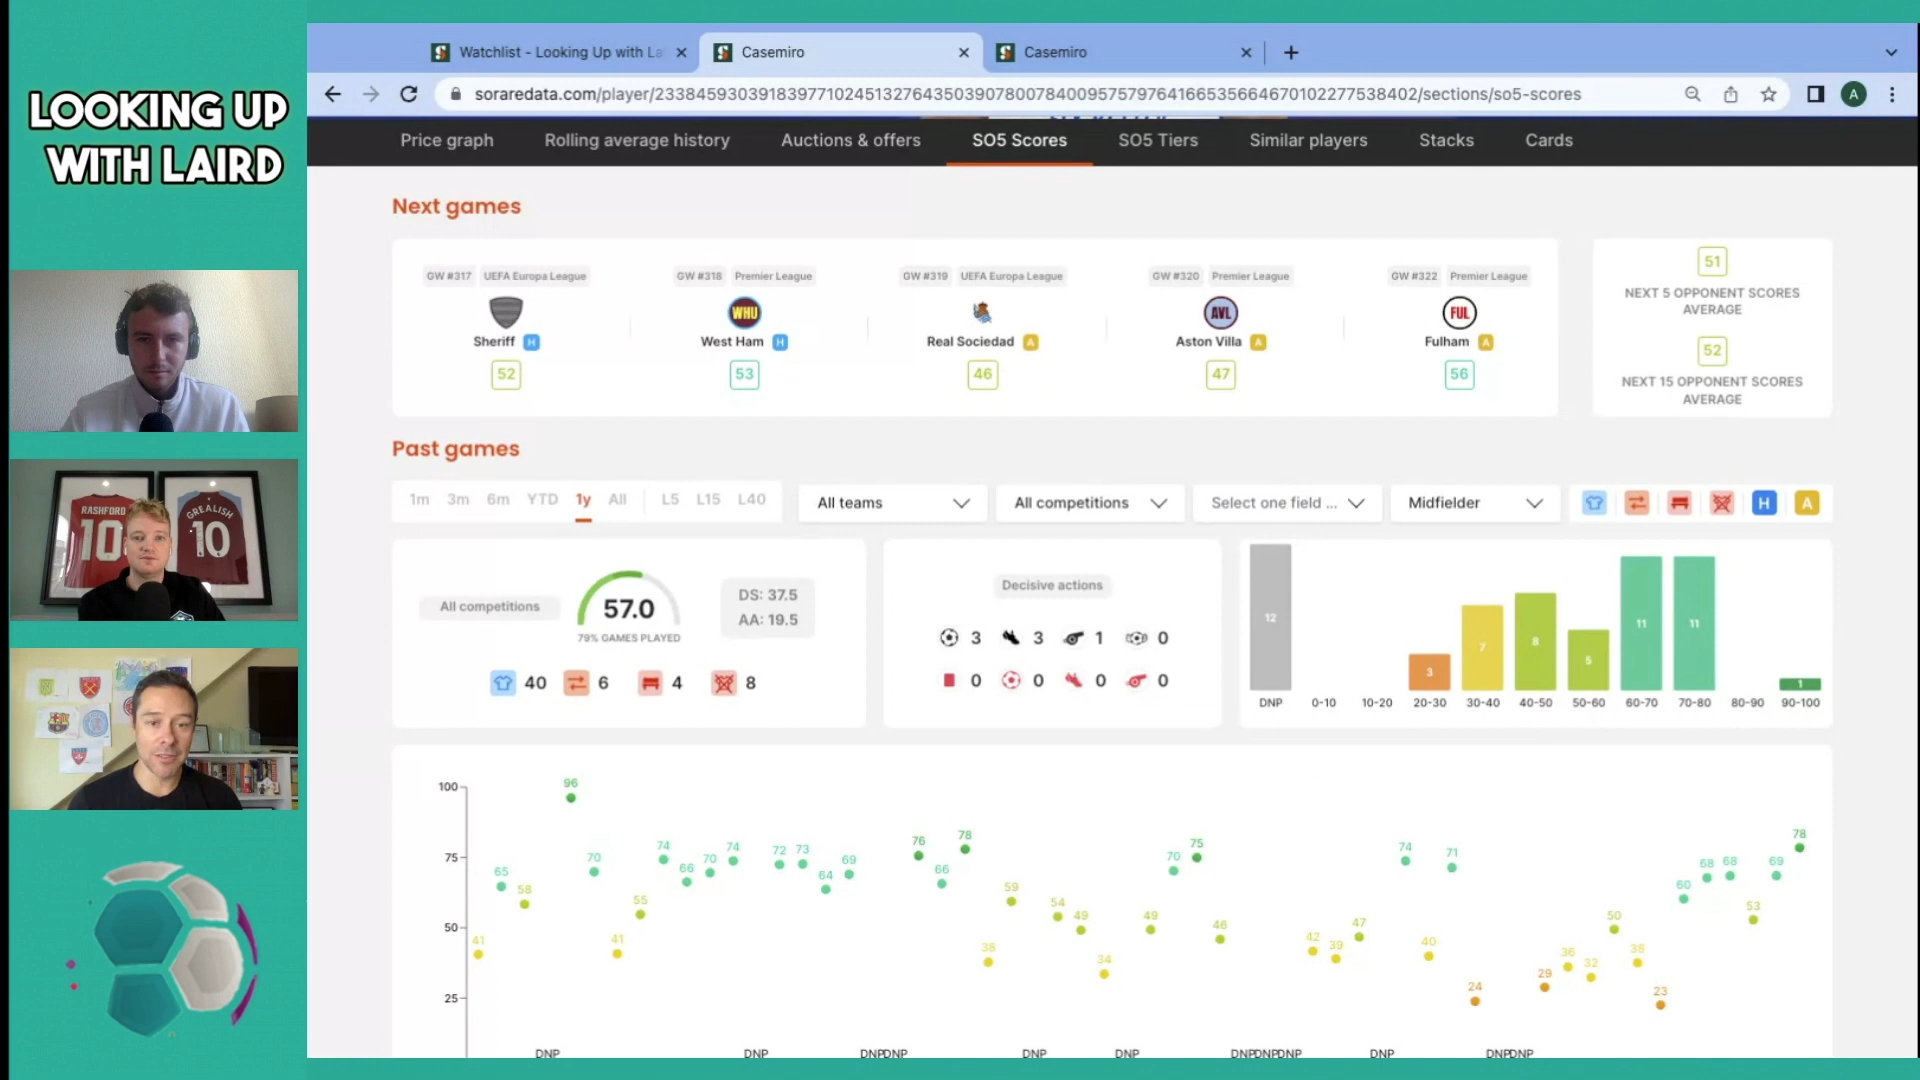 LOOKING UP
WITH LAIRD
RASHFORD
10
GREALISH
10
Watchlist - Looking Up with La
Casemiro
Casemiro
soraredata.com/player/23384593039183977102451327643503907800784009575797641665356646701022775​38402/sections/so5-scores
A
Price graph
Rolling average history
Auctions & offers
SO5 Scores
SO5 Tiers
Similar players
Stacks
Cards
Next games
GW #317 UEFA Europa League
Sheriff H
52
GW #318 Premier League
WHU
West Ham H
53
GW #319 UEFA Europa League
Real Sociedad A
46
GW #320 Premier League
AVL
Aston Villa A
47
GW #322 Premier League
FUL
Fulham A
56
51
NEXT 5 OPPONENT SCORES
AVERAGE
52
NEXT 15 OPPONENT SCORES
AVERAGE
Past games
1m 3m 6m YTD 1y All L5 L15 L40
All teams
All competitions
Select one field ...
Midfielder
H A
All competitions
57.0
79% GAMES PLAYED
DS: 37.5
AA: 19.5
40 6 4 8
Decisive actions
3 3 1 0
0 0 0 0
12 3 7 8 5 11 11 1
DNP 0-10 10-20 20-30 30-40 40-50 50-60 60-70 70-80 80-90 90-100
100
75
50
25
41 65 58 96 70 41 55 74 66 70 74 72 73 64 69 76 66 78 38 59 54 49 34 49 70 75 46 42 39 47 74 40 71 24 29 36 32 50 38 23 60 68 68 53 69 78
DNP DNP DNPDNP DNP DNP DNPDNPDNP DNP DNPDNP